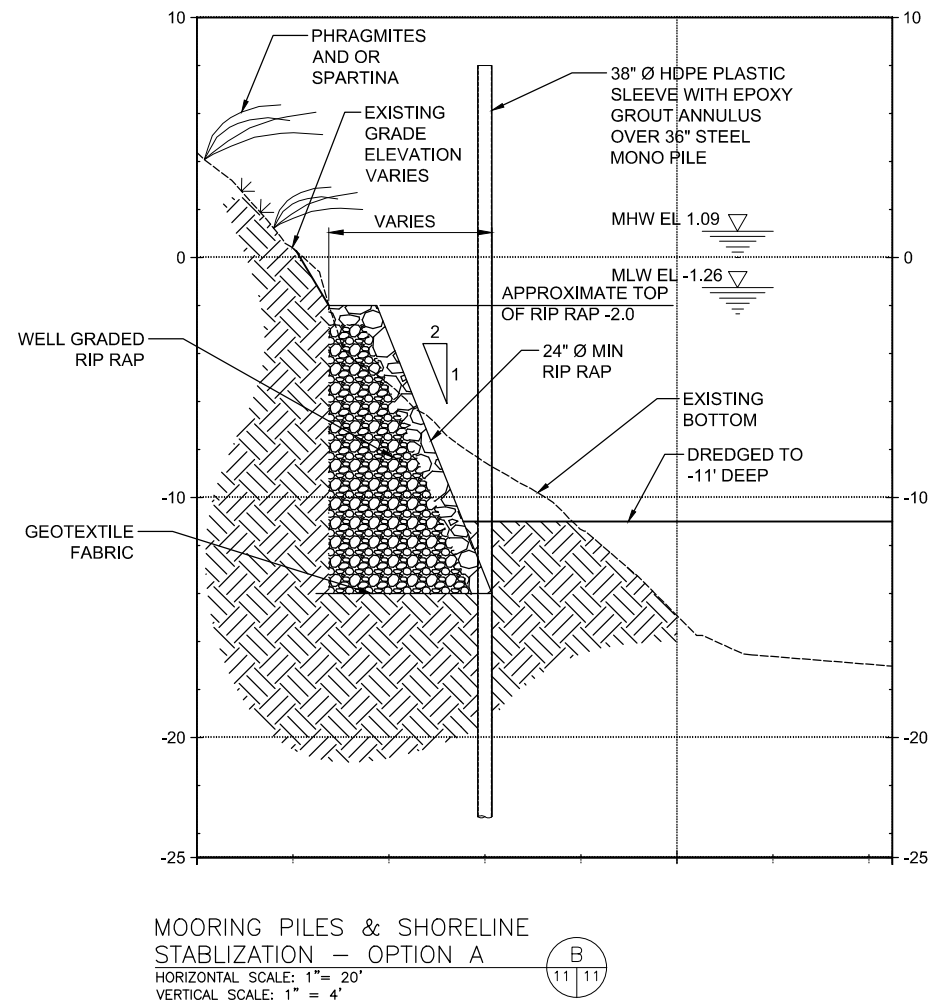 10
10
PHRAGMITES
AND OR
SPARTINA
38" Ø HDPE PLASTIC
SLEEVE WITH EPOXY
GROUT ANNULUS
OVER 36" STEEL
MONO PILE
EXISTING
GRADE
ELEVATION
VARIES
VARIES
MHW EL 1.09
0
0
MLW EL -1.26
APPROXIMATE TOP
OF RIP RAP -2.0
WELL GRADED
RIP RAP
2
1
24" Ø MIN
RIP RAP
EXISTING
BOTTOM
DREDGED TO
-11' DEEP
-10
-10
GEOTEXTILE
FABRIC
-20
-20
-25
-25
MOORING PILES & SHORELINE
STABLIZATION - OPTION A
B
11 11
HORIZONTAL SCALE: 1"= 20'
VERTICAL SCALE: 1" = 4'